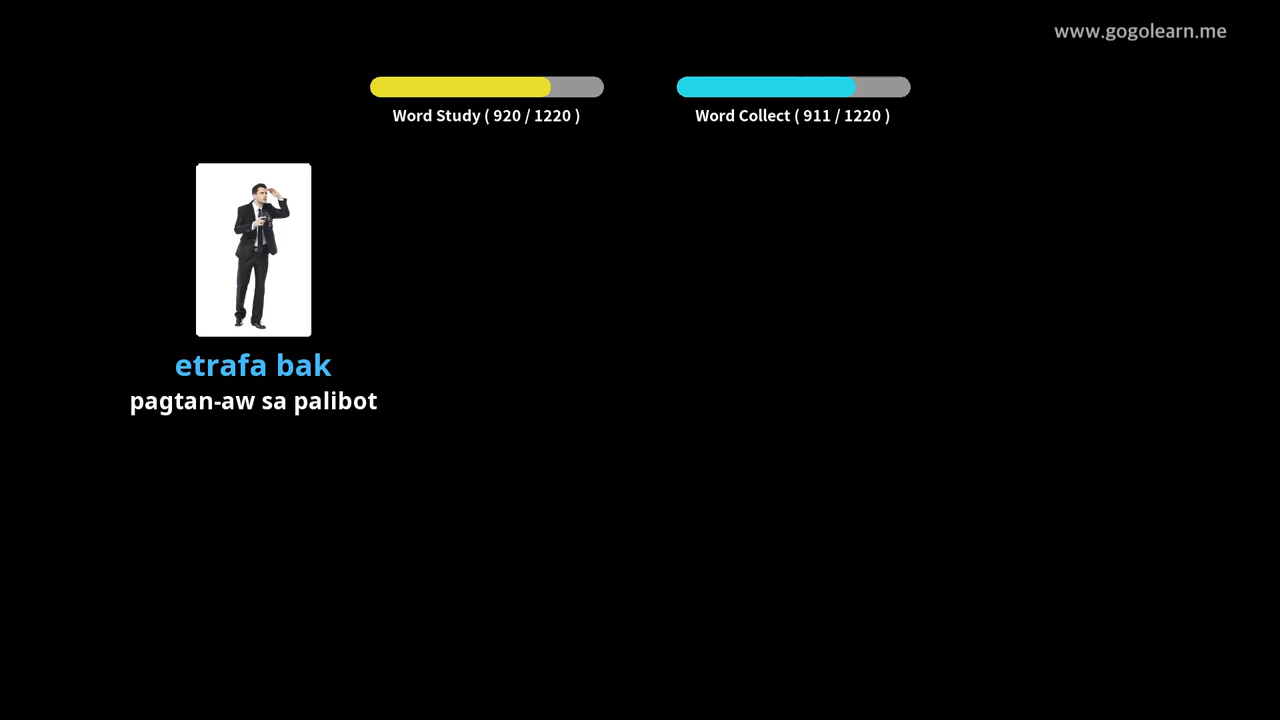 www.gogolearn.me
Word Study ( 920 / 1220 )
Word Collect ( 911 / 1220 )
etrafa bak
pagtan-aw sa palibot